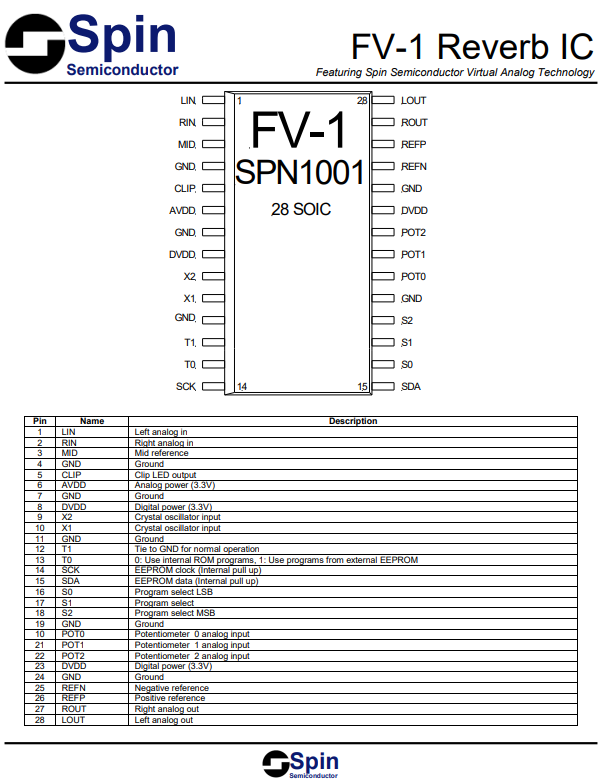 Spin
Semiconductor
FV-1 Reverb IC
Featuring Spin Semiconductor Virtual Analog Technology
LIN 1 28 LOUT
RIN ROUT
FV-1
MID REFP
GND REFN
SPN1001
CLIP GND
AVDD 28 SOIC DVDD
GND POT2
DVDD POT1
X2 POT0
X1 GND
GND S2
T1 S1
T0 S0
SCK 14 15 SDA
Pin Name Description
1 LIN Left analog in
2 RIN Right analog in
3 MID Mid reference
4 GND Ground
5 CLIP Clip LED output
6 AVDD Analog power (3.3V)
7 GND Ground
8 DVDD Digital power (3.3V)
9 X2 Crystal oscillator input
10 X1 Crystal oscillator input
11 GND Ground
12 T1 Tie to GND for normal operation
13 T0 0: Use internal ROM programs, 1: Use programs from external EEPROM
14 SCK EEPROM clock (Internal pull up)
15 SDA EEPROM data (Internal pull up)
16 S0 Program select LSB
17 S1 Program select
18 S2 Program select MSB
19 GND Ground
10 POT0 Potentiometer 0 analog input
21 POT1 Potentiometer 1 analog input
22 POT2 Potentiometer 2 analog input
23 DVDD Digital power (3.3V)
24 GND Ground
25 REFN Negative reference
26 REFP Positive reference
27 ROUT Right analog out
28 LOUT Left analog out
Spin
Semiconductor